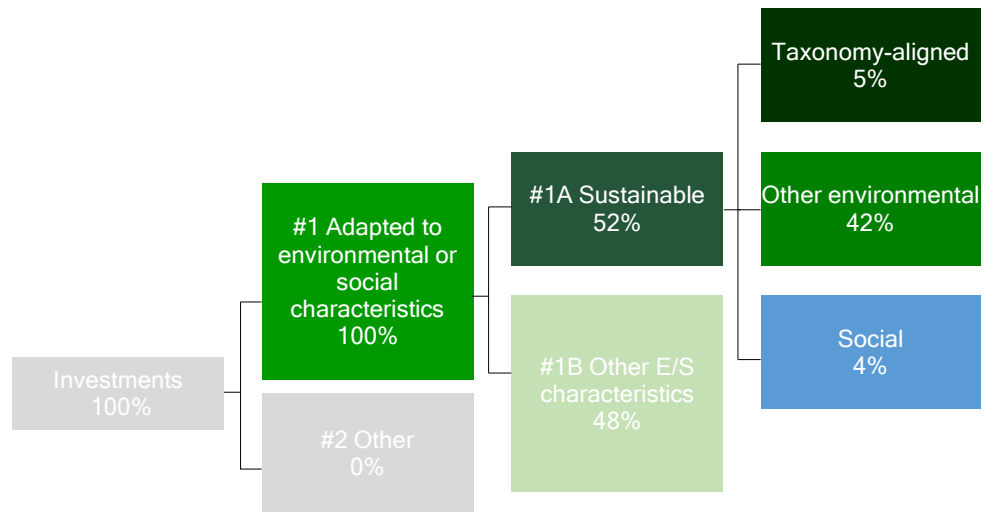 Investments
100%
#1 Adapted to
environmental or
social
characteristics
100%
#2 Other
0%
#1A Sustainable
52%
#1B Other E/S
characteristics
48%
Taxonomy-aligned
5%
Other environmental
42%
Social
4%